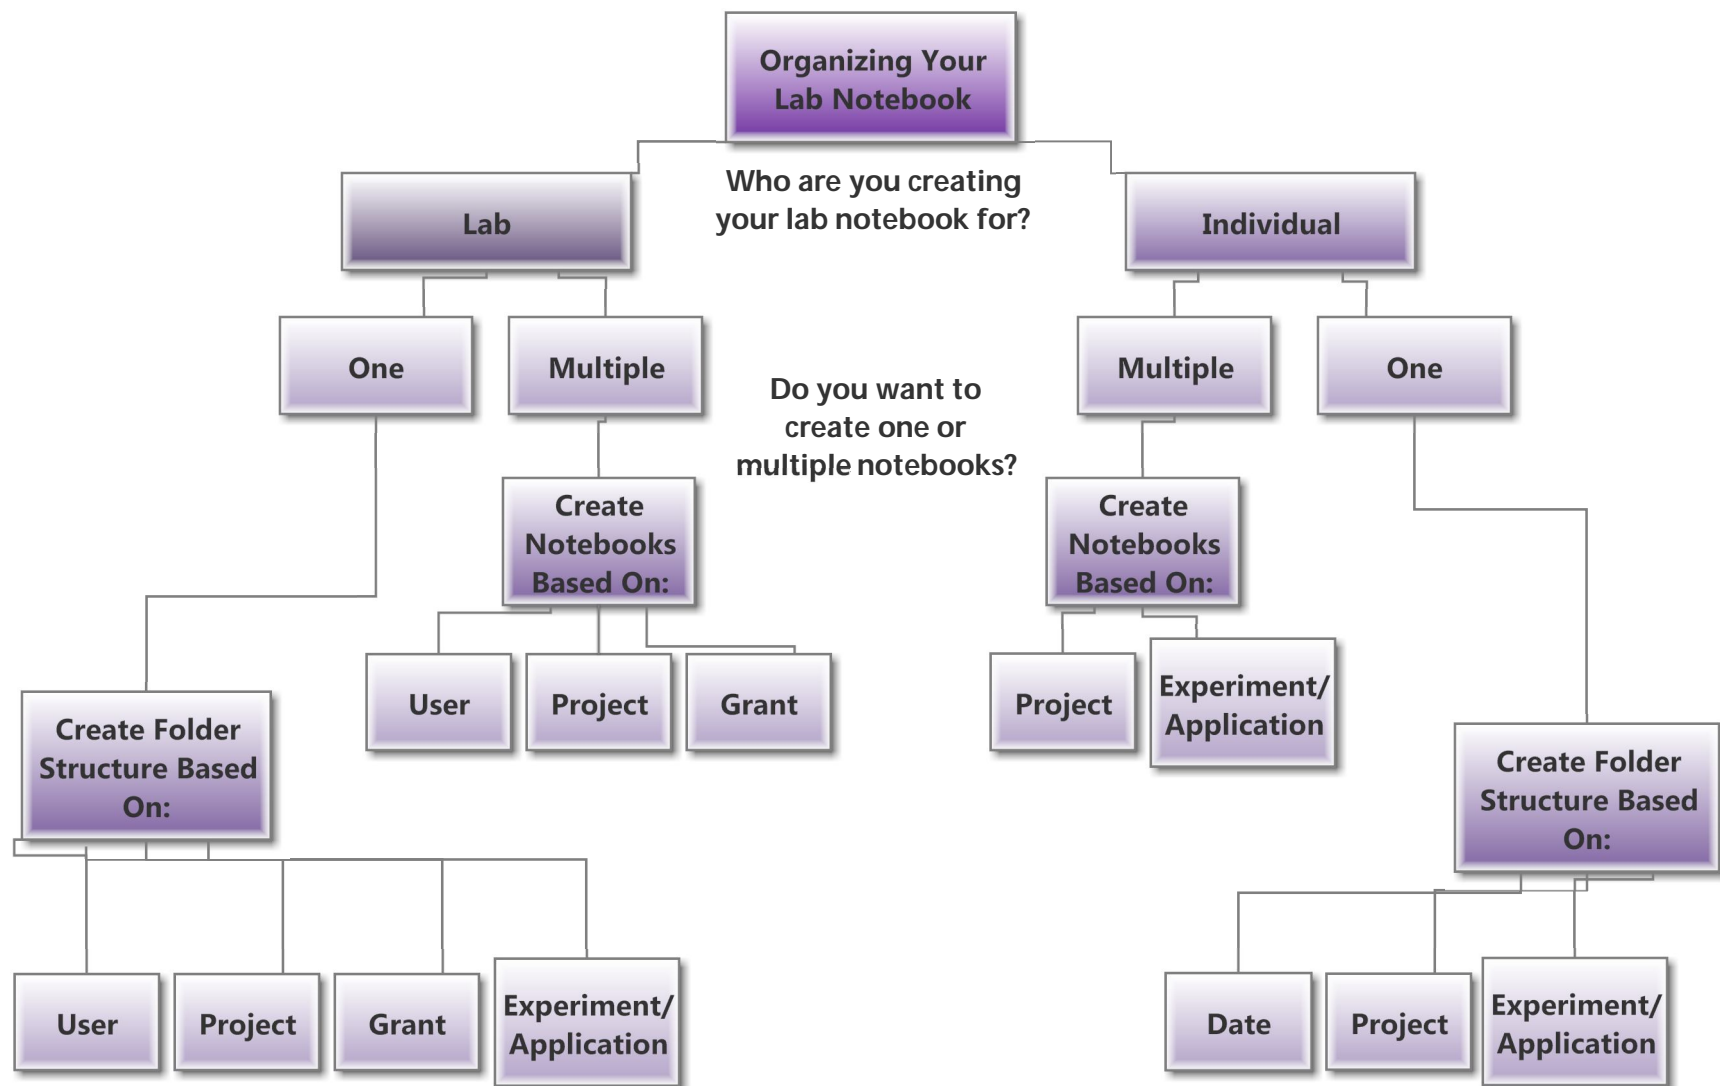 Organizing Your
Lab Notebook
Who are you creating
your lab notebook for?
Lab
Individual
One
Multiple
Multiple
One
Do you want to
create one or
multiple notebooks?
Create
Notebooks
Based On:
Create
Notebooks
Based On:
User
Project
Grant
Project
Experiment/
Application
Create Folder
Structure Based
On:
Create Folder
Structure Based
On:
User
Project
Grant
Experiment/
Application
Date
Project
Experiment/
Application